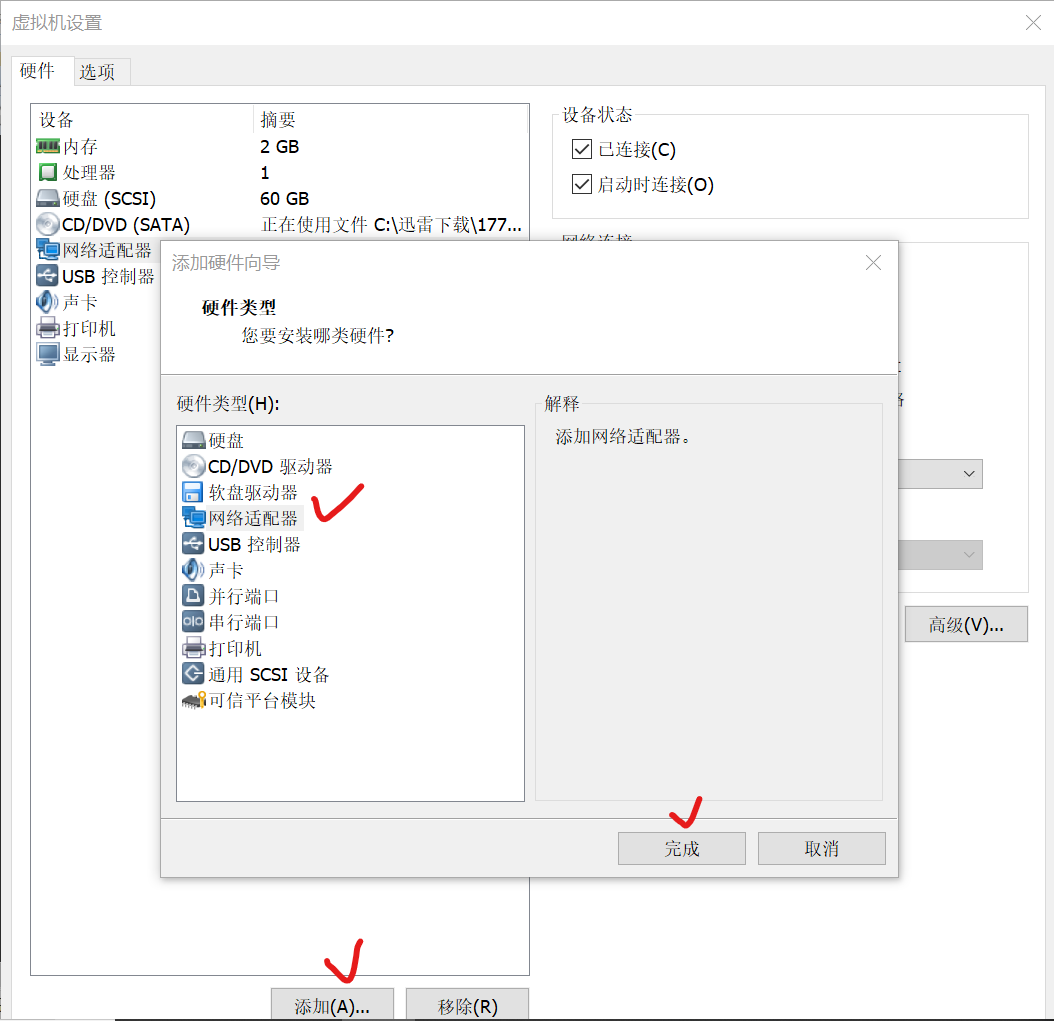 虚拟机设置
硬件 选项
设备 摘要
内存 2 GB
处理器 1
硬盘 (SCSI) 60 GB
CD/DVD (SATA) 正在使用文件 C:\迅雷下载\177...
网络适配器
USB 控制器
声卡
打印机
显示器
设备状态
已连接(C)
启动时连接(O)
网络连接
添加硬件向导
硬件类型
您要安装哪类硬件?
硬件类型(H):
硬盘
CD/DVD 驱动器
软盘驱动器
网络适配器
USB 控制器
声卡
并行端口
串行端口
打印机
通用 SCSI 设备
可信平台模块
解释
添加网络适配器。
完成 取消
高级(V)...
添加(A)... 移除(R)